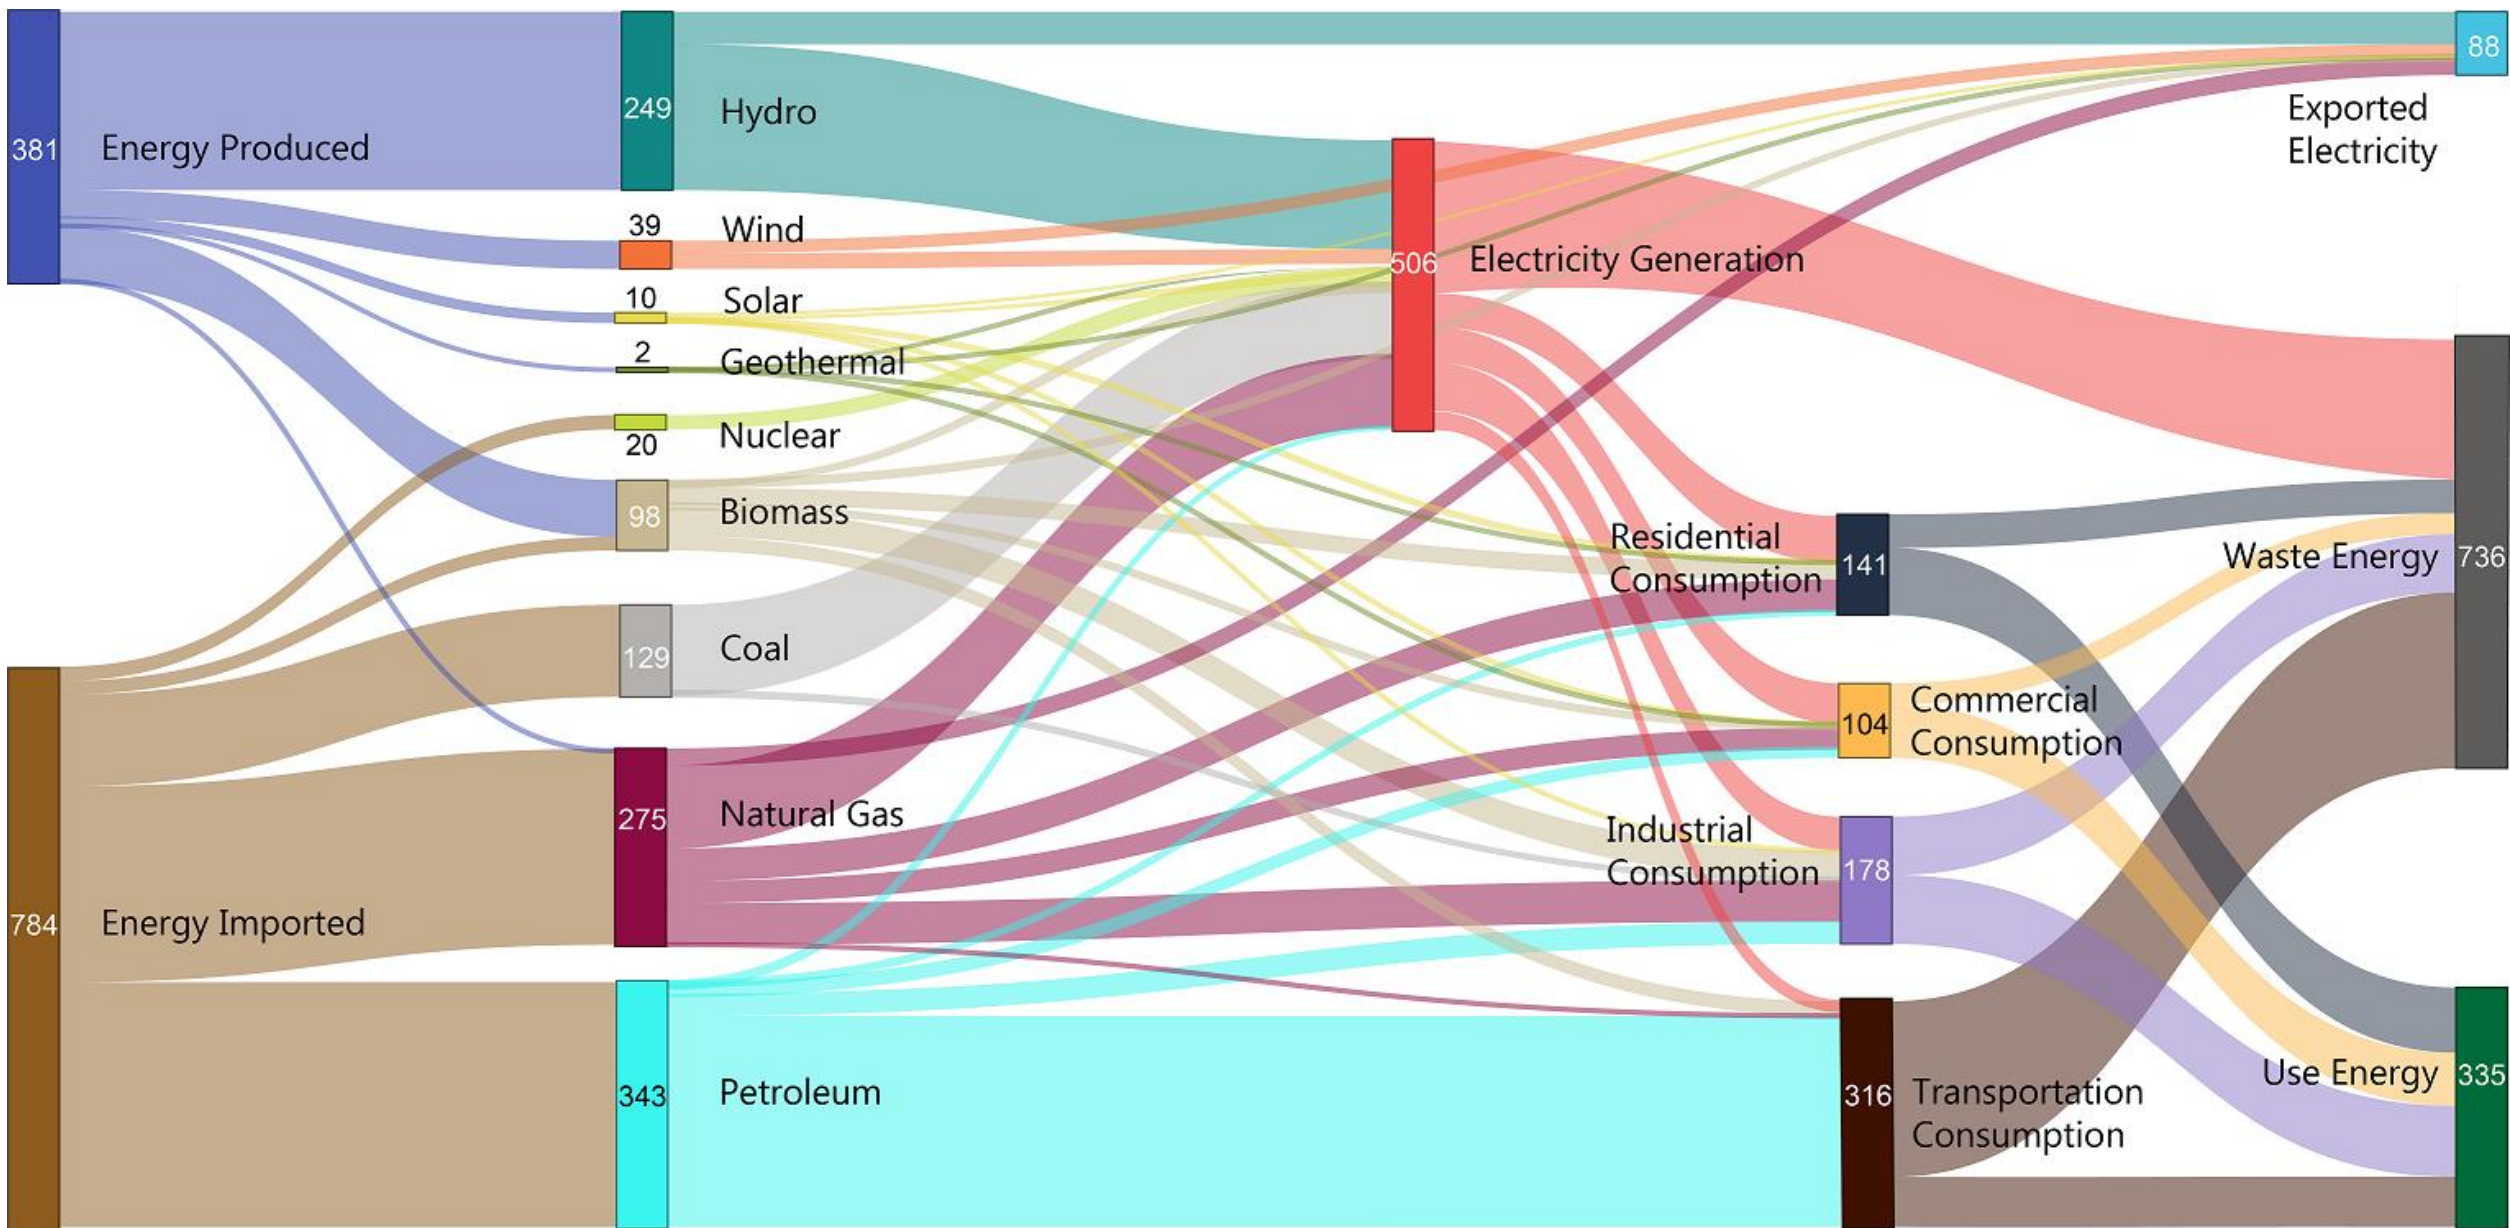 381
Energy Produced
784
Energy Imported
249
Hydro
39
Wind
10
Solar
2
Geothermal
20
Nuclear
98
Biomass
129
Coal
275
Natural Gas
343
Petroleum
506
Electricity Generation
Residential
Consumption
141
104
Commercial
Consumption
Industrial
Consumption
178
316
Transportation
Consumption
88
Exported
Electricity
Waste Energy
736
Use Energy
335